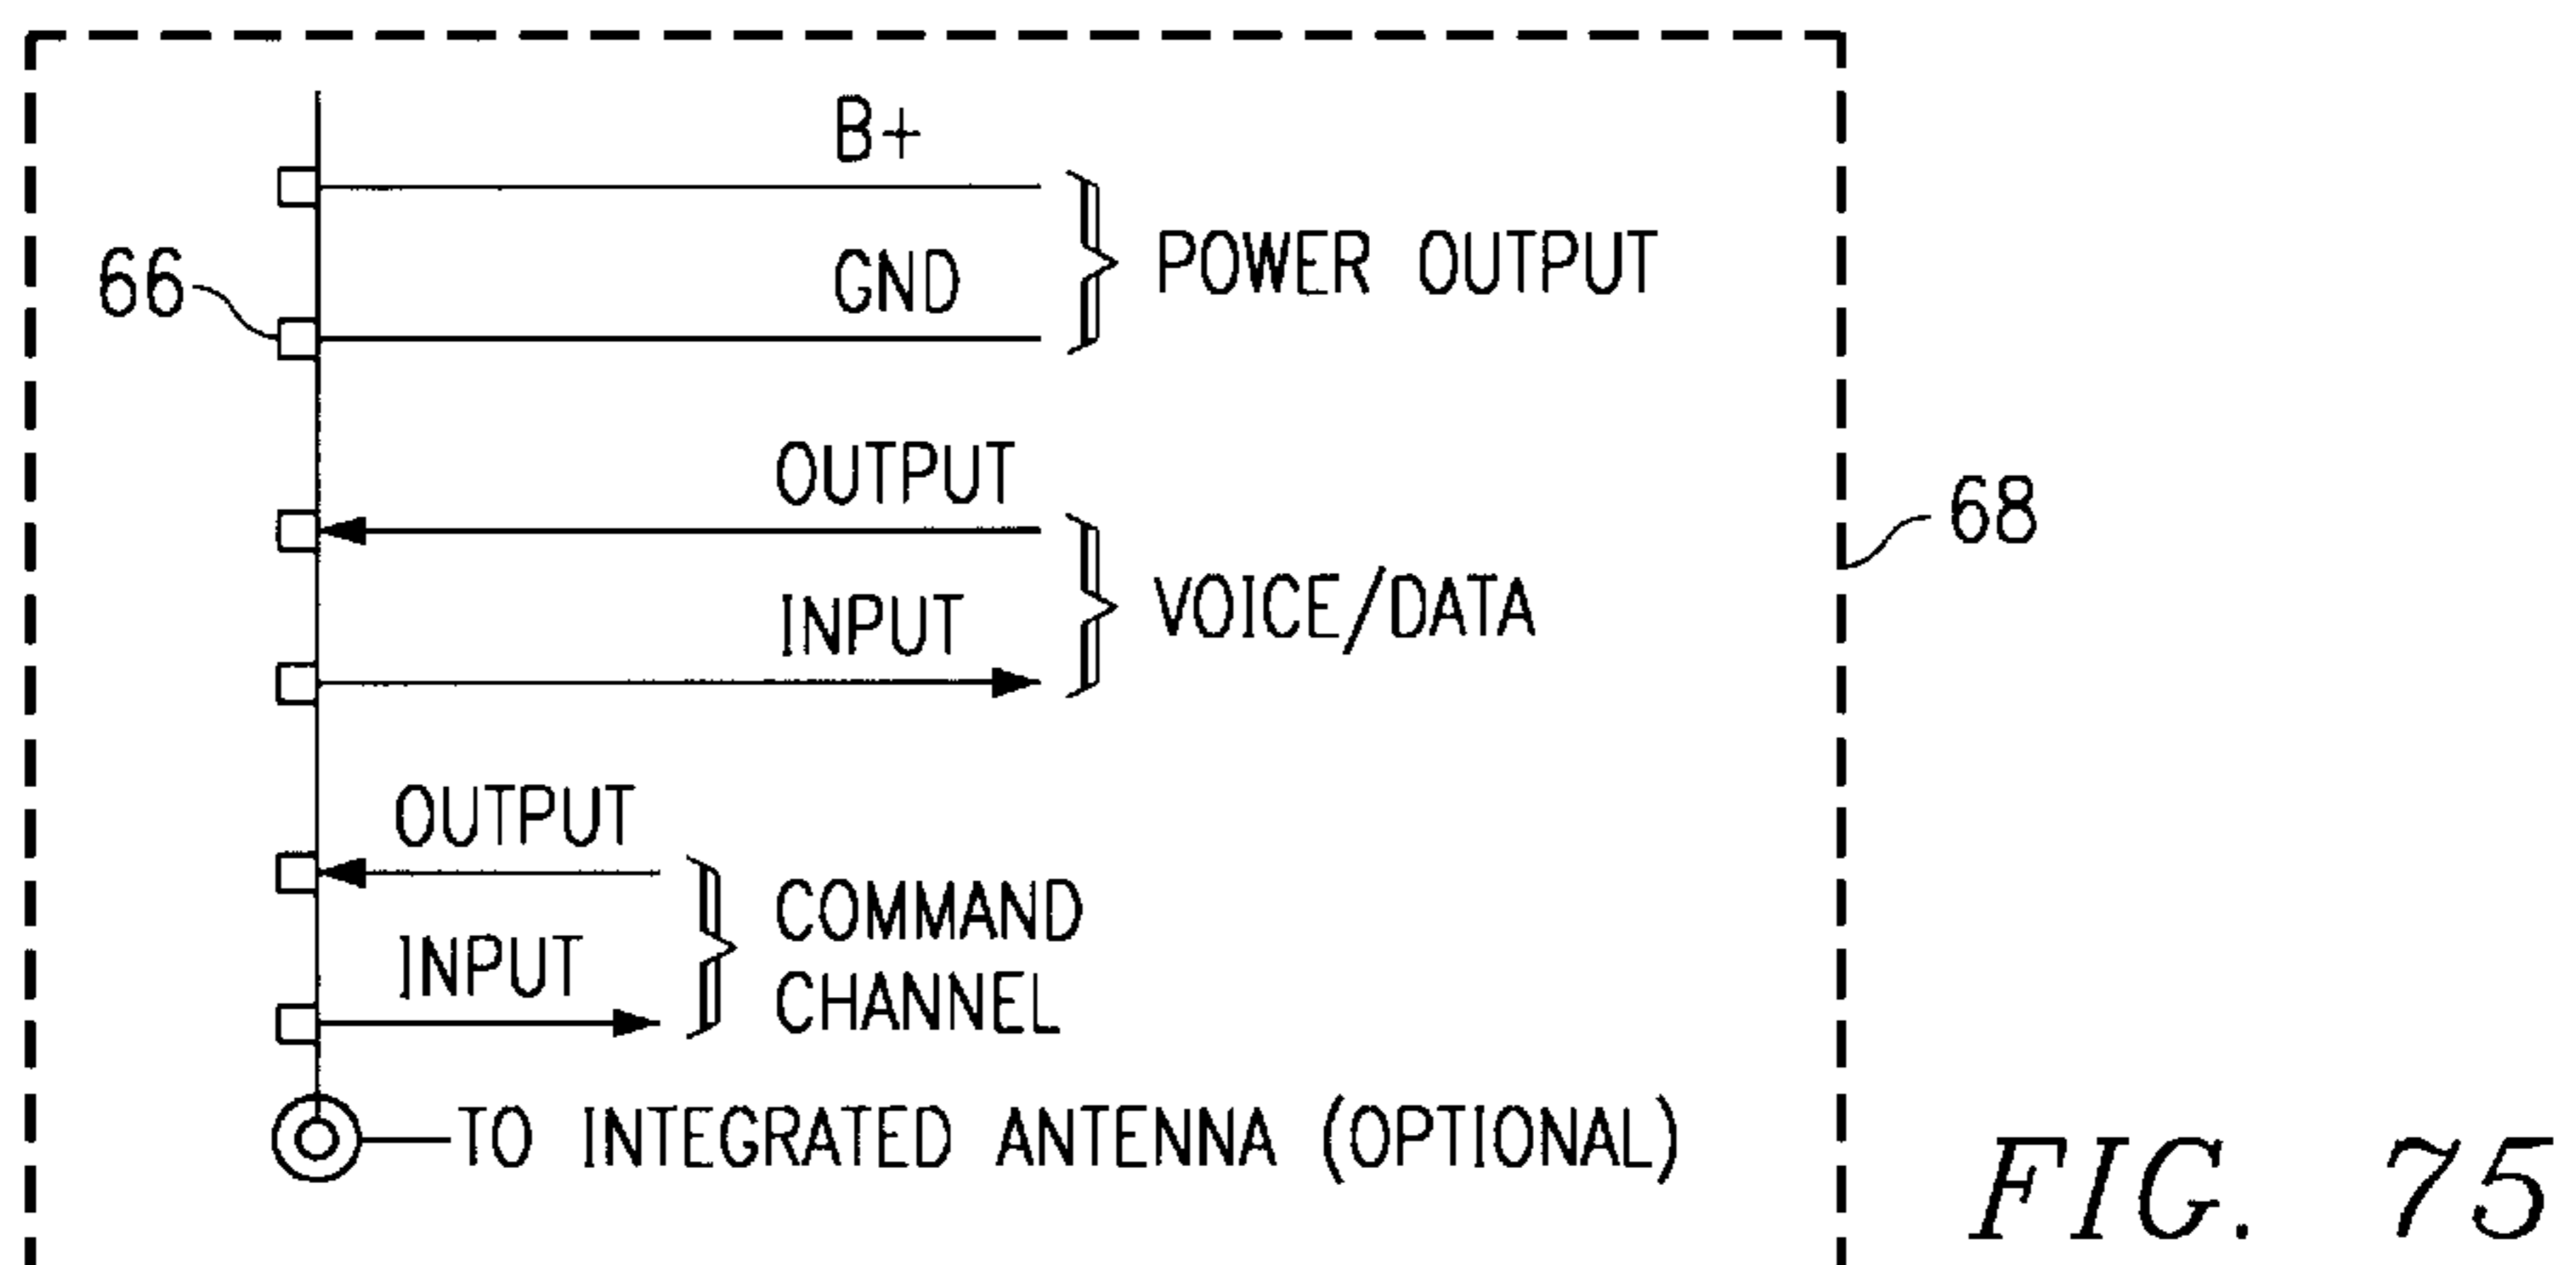 B+
GND
POWER OUTPUT
66
OUTPUT
INPUT
VOICE/DATA
68
OUTPUT
INPUT
COMMAND
CHANNEL
TO INTEGRATED ANTENNA (OPTIONAL)
FIG. 75